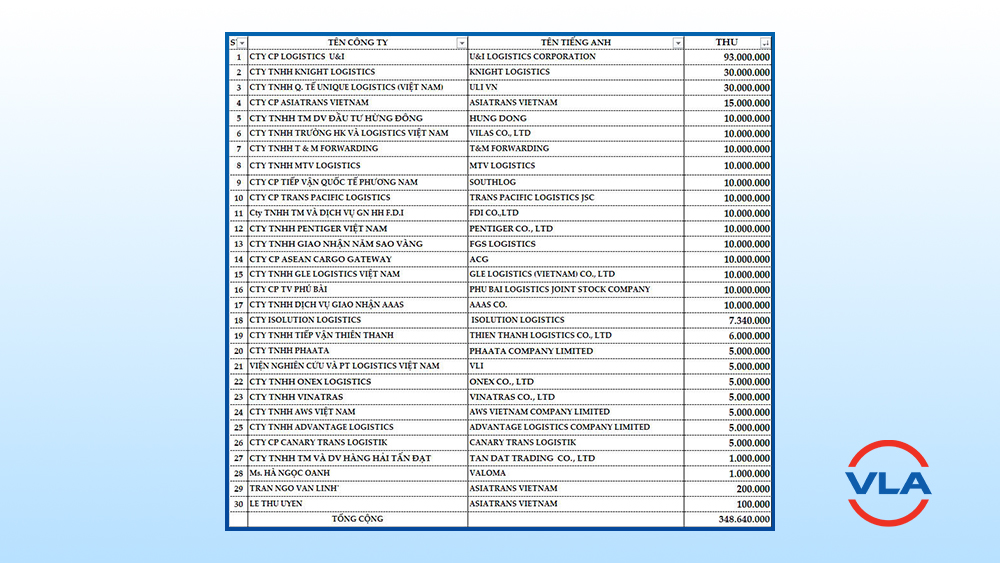 S TÊN CÔNG TY TÊN TIẾNG ANH THU
1 CTY CP LOGISTICS U&I U&I LOGISTICS CORPORATION 93.000.000
2 CTY TNHH KNIGHT LOGISTICS KNIGHT LOGISTICS 30.000.000
3 CTY TNHH Q. TẾ UNIQUE LOGISTICS (VIỆT NAM) ULI VN 30.000.000
4 CTY CP ASIATRANS VIETNAM ASIATRANS VIETNAM 15.000.000
5 CTY TNHH TM DV ĐẦU TƯ HỪNG ĐÔNG HUNG DONG 10.000.000
6 CTY TNHH TRƯỜNG HK VÀ LOGISTICS VIỆT NAM VILAS CO., LTD 10.000.000
7 CTY TNHH T & M FORWARDING T&M FORWARDING 10.000.000
8 CTY TNHH MTV LOGISTICS MTV LOGISTICS 10.000.000
9 CTY CP TIẾP VẬN QUỐC TẾ PHƯƠNG NAM SOUTHLOG 10.000.000
10 CTY CP TRANS PACIFIC LOGISTICS TRANS PACIFIC LOGISTICS JSC 10.000.000
11 Cty TNHH TM VÀ DỊCH VỤ GN HH F.D.I FDI CO.,LTD 10.000.000
12 CTY TNHH PENTIGER VIỆT NAM PENTIGER CO., LTD 10.000.000
13 CTY TNHH GIAO NHẬN NĂM SAO VÀNG FGS LOGISTICS 10.000.000
14 CTY CP ASEAN CARGO GATEWAY ACG 10.000.000
15 CTY TNHH GLE LOGISTICS VIỆT NAM GLE LOGISTICS (VIETNAM) CO., LTD 10.000.000
16 CTY CP TV PHÚ BÀI PHU BAI LOGISTICS JOINT STOCK COMPANY 10.000.000
17 CTY TNHH DỊCH VỤ GIAO NHẬN AAAS AAAS CO. 10.000.000
18 CTY ISOLUTION LOGISTICS ISOLUTION LOGISTICS 7.340.000
19 CTY TNHH TIẾP VẬN THIÊN THANH THIEN THANH LOGISTICS CO., LTD 6.000.000
20 CTY TNHH PHAATA PHAATA COMPANY LIMITED 5.000.000
21 VIỆN NGHIÊN CỨU VÀ PT LOGISTICS VIỆT NAM VLI 5.000.000
22 CTY TNHH ONEX LOGISTICS ONEX CO., LTD 5.000.000
23 CTY TNHH VINATRAS VINATRAS CO., LTD 5.000.000
24 CTY TNHH AWS VIỆT NAM AWS VIETNAM COMPANY LIMITED 5.000.000
25 CTY TNHH ADVANTAGE LOGISTICS ADVANTAGE LOGISTICS COMPANY LIMITED 5.000.000
26 CTY CP CANARY TRANS LOGISTIK CANARY TRANS LOGISTIK 5.000.000
27 CTY TNHH TM VÀ DV HÀNG HẢI TẤN ĐẠT TAN DAT TRADING CO., LTD 1.000.000
28 Ms. HÀ NGỌC OANH VALOMA 1.000.000
29 TRAN NGO VAN LINH' ASIATRANS VIETNAM 200.000
30 LE THU UYEN ASIATRANS VIETNAM 100.000
TỔNG CỘNG 348.640.000
VLA